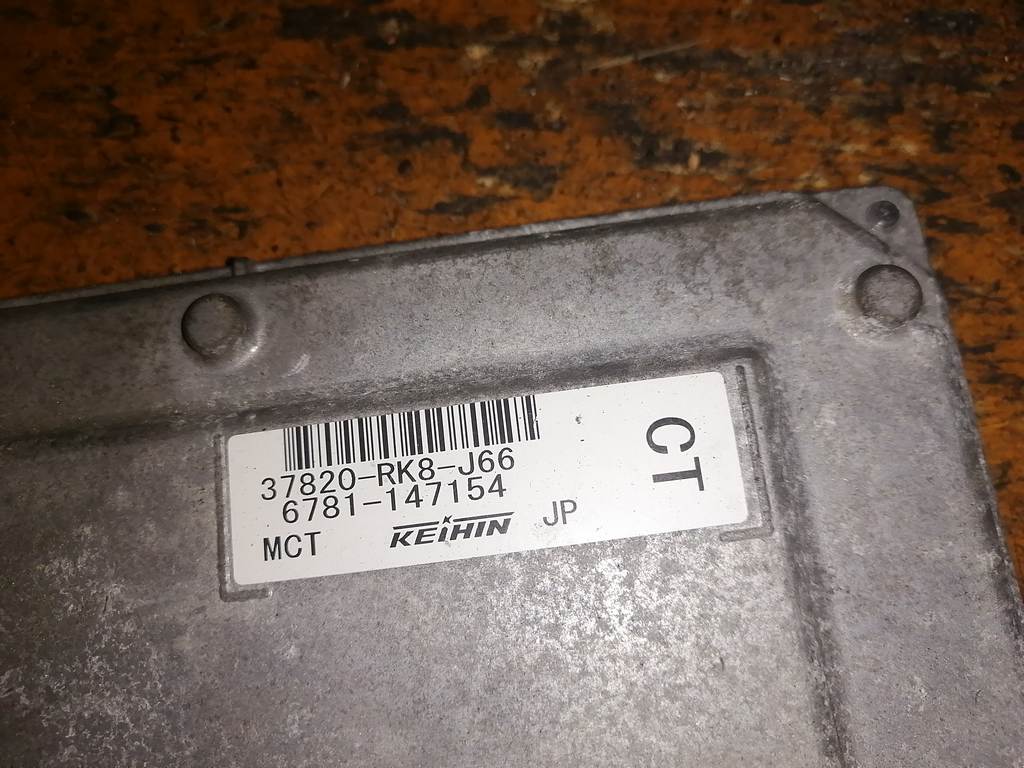 37820-RK8-J66
6781-147154
MCT KEIHIN JP
CT